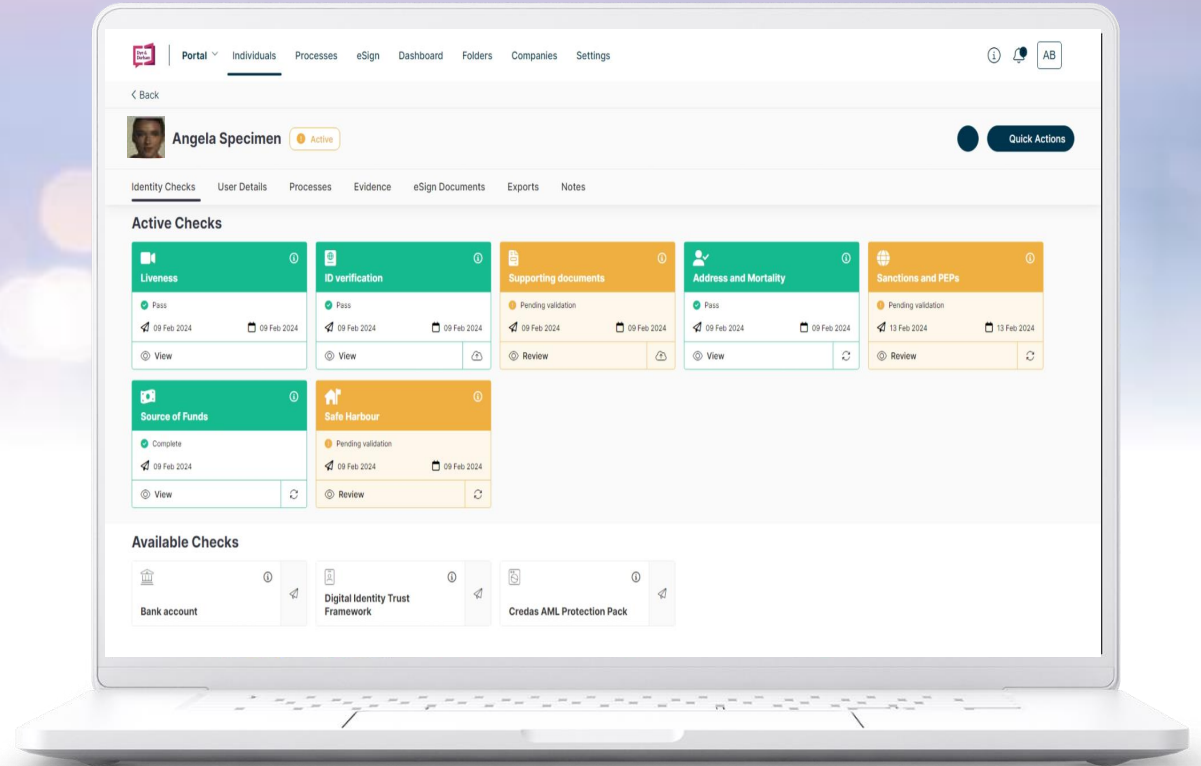 Dye & Durham
Portal Individuals Processes eSign Dashboard Folders Companies Settings AB
Back
Angela Specimen Active Quick Actions
Identity Checks User Details Processes Evidence eSign Documents Exports Notes
Active Checks
Liveness ID verification Supporting documents Address and Mortality Sanctions and PEPs
Pass Pass Pending validation Pass Pending validation
09 Feb 2024 09 Feb 2024 09 Feb 2024 09 Feb 2024 09 Feb 2024 09 Feb 2024 09 Feb 2024 09 Feb 2024 13 Feb 2024 13 Feb 2024
View View Review View Review
Source of Funds Safe Harbour
Complete Pending validation
09 Feb 2024 09 Feb 2024 09 Feb 2024
View Review
Available Checks
Bank account Digital Identity Trust Framework Credas AML Protection Pack